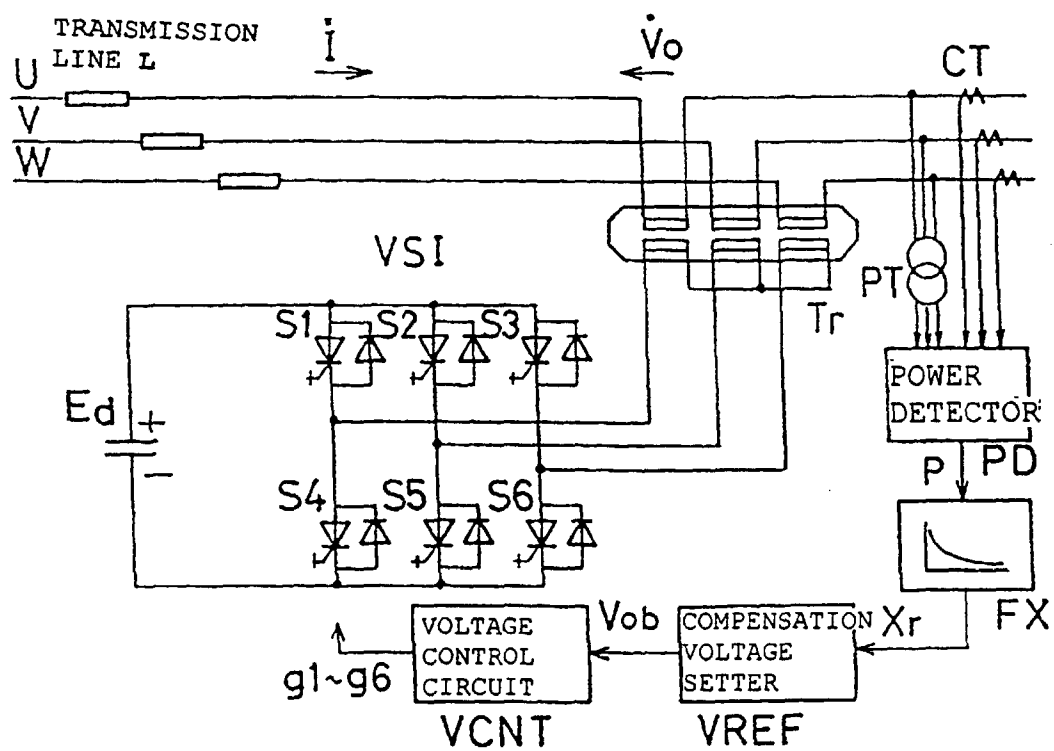 TRANSMISSION
LINE L
İ
V̇o
CT
U
V
W
VSI
PT
Tr
S1
S2
S3
Ed
+
−
POWER
DETECTOR
P
PD
S4
S5
S6
FX
Xr
Vob
COMPENSATION
VOLTAGE
SETTER
VREF
VOLTAGE
CONTROL
CIRCUIT
VCNT
g1~g6